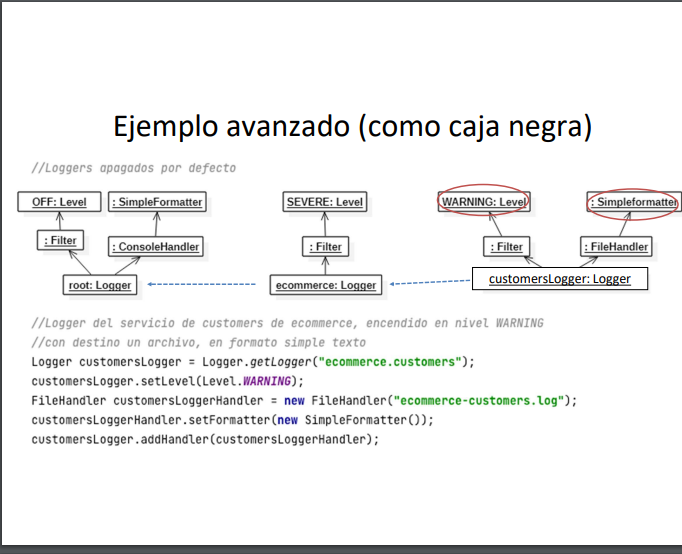 Ejemplo avanzado (como caja negra)
//Loggers apagados por defecto
OFF: Level
: SimpleFormatter
SEVERE: Level
WARNING: Level
: Simpleformatter
: Filter
: ConsoleHandler
: Filter
: Filter
: FileHandler
root: Logger
ecommerce: Logger
customersLogger: Logger
//Logger del servicio de customers de ecommerce, encendido en nivel WARNING
//con destino un archivo, en formato simple texto
Logger customersLogger = Logger.getLogger("ecommerce.customers");
customersLogger.setLevel(Level.WARNING);
FileHandler customersLoggerHandler = new FileHandler("ecommerce-customers.log");
customersLoggerHandler.setFormatter(new SimpleFormatter());
customersLogger.addHandler(customersLoggerHandler);